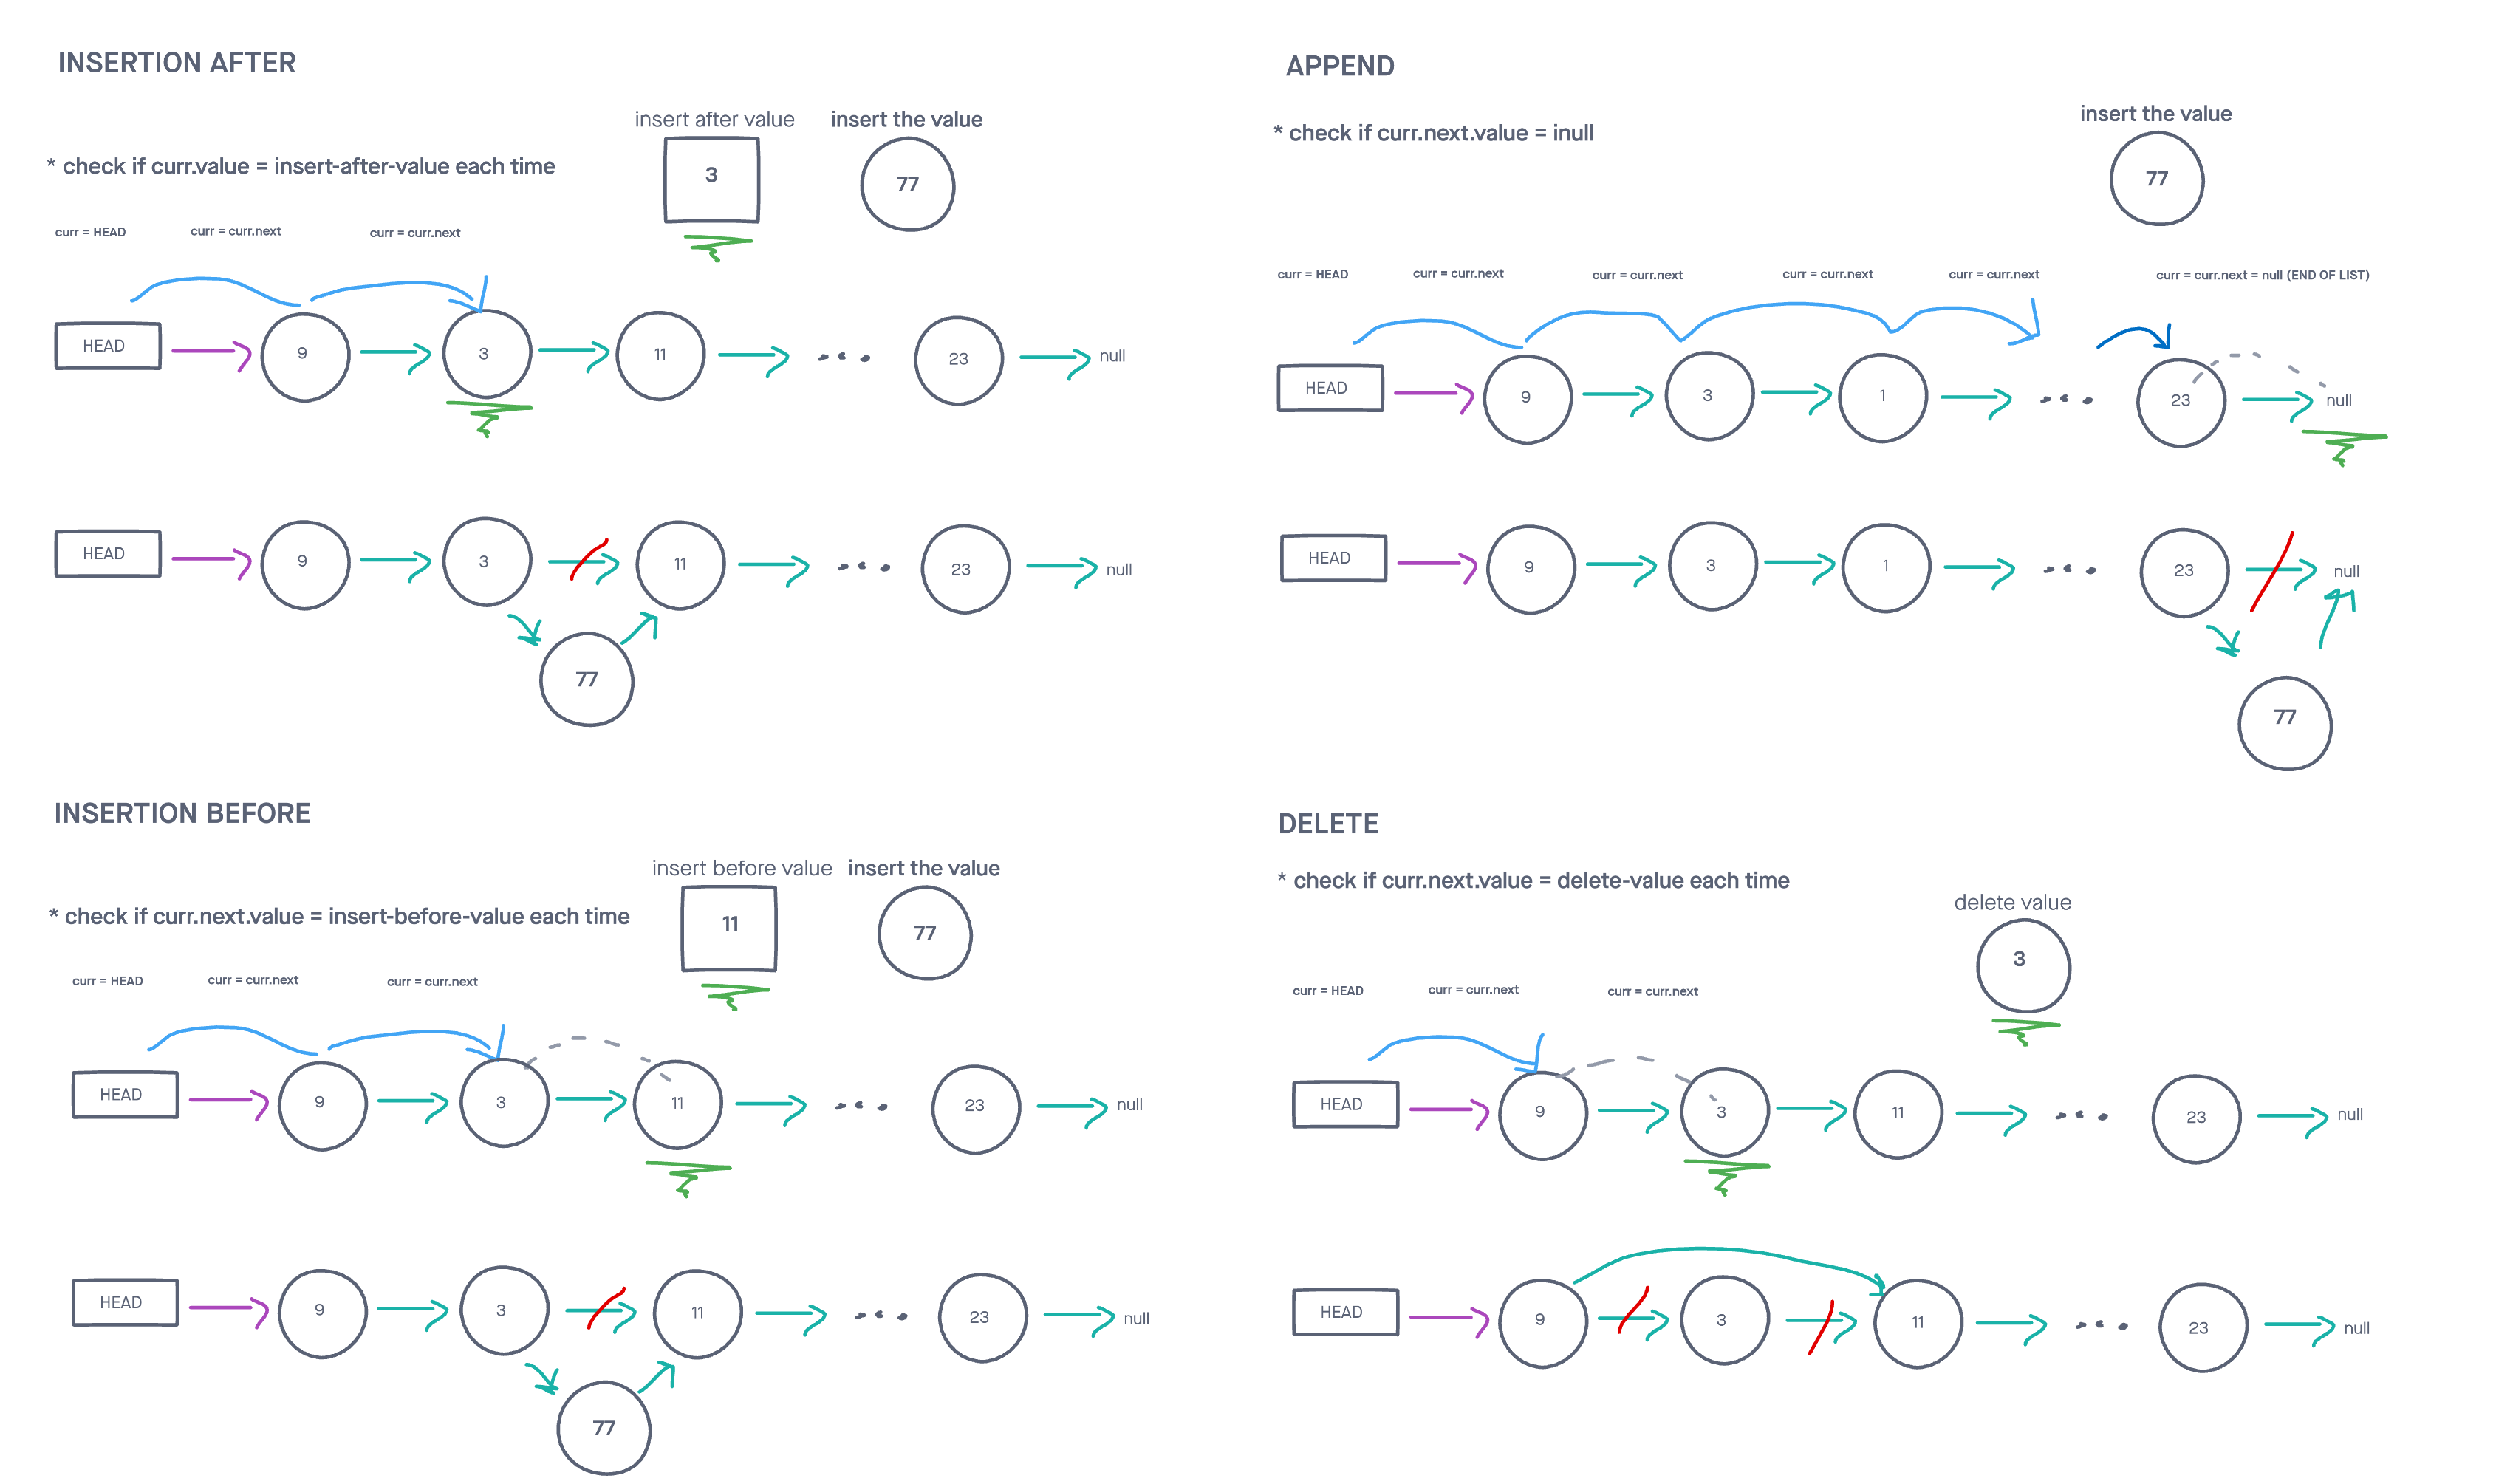 INSERTION AFTER
insert after value
insert the value
* check if curr.value = insert-after-value each time
3
77
curr = HEAD
curr = curr.next
curr = curr.next
HEAD
9
3
11
23
null
HEAD
9
3
11
23
null
77
APPEND
insert the value
* check if curr.next.value = inull
77
curr = HEAD
curr = curr.next
curr = curr.next
curr = curr.next
curr = curr.next
curr = curr.next = null (END OF LIST)
HEAD
9
3
1
23
null
HEAD
9
3
1
23
null
77
INSERTION BEFORE
insert before value
insert the value
* check if curr.next.value = insert-before-value each time
11
77
curr = HEAD
curr = curr.next
curr = curr.next
HEAD
9
3
11
23
null
HEAD
9
3
11
23
null
77
DELETE
* check if curr.next.value = delete-value each time
delete value
3
curr = HEAD
curr = curr.next
curr = curr.next
HEAD
9
3
11
23
null
HEAD
9
3
11
23
null